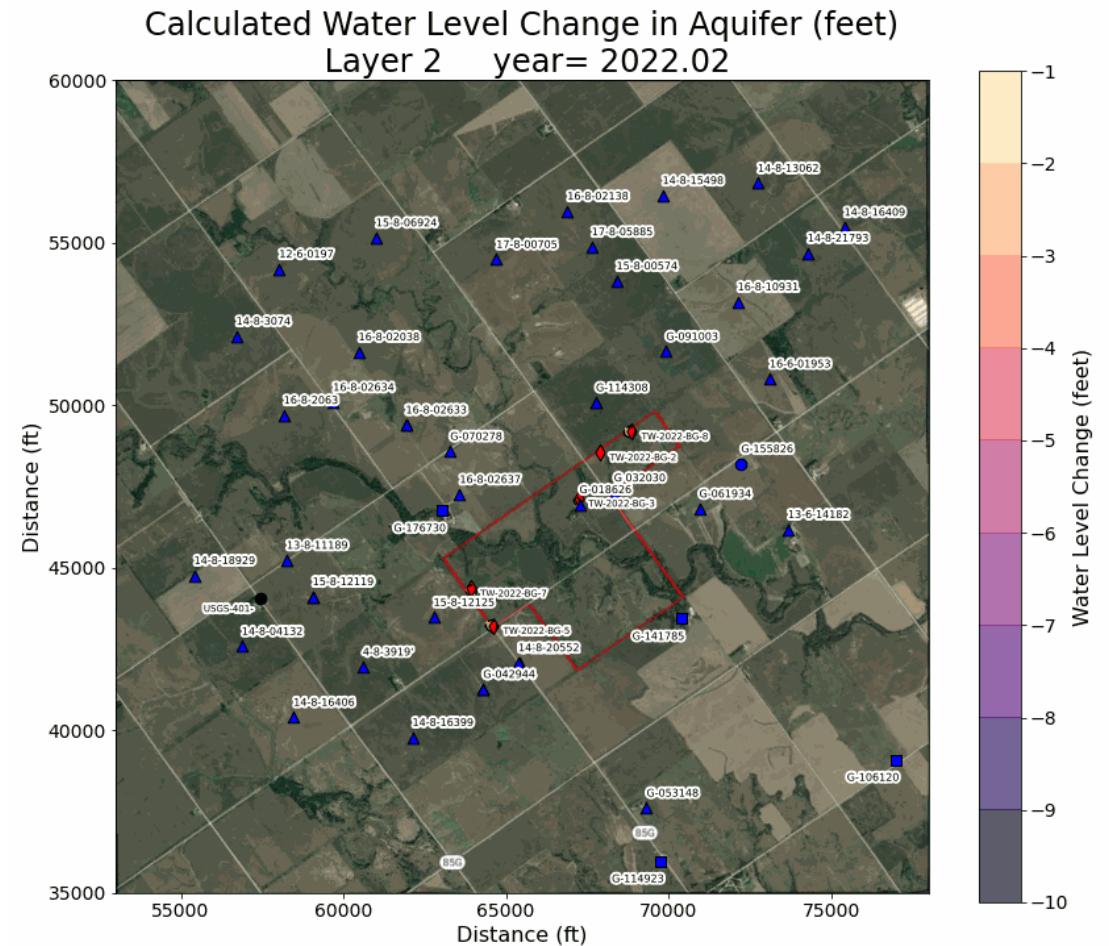 Calculated Water Level Change in Aquifer (feet)
Layer 2 year= 2022.02
60000
55000
50000
45000
40000
35000
Distance (ft)
55000
60000
65000
70000
75000
Distance (ft)
14-8-13062
14-8-15498
16-8-02138
14-8-16409
15-8-06924
17-8-05885
14-8-21793
17-8-00705
12-6-0197
15-8-00574
16-8-10931
14-8-3074
16-8-02038
G-091003
16-6-01953
16-8-02634
G-114308
16-8-2063
16-8-02633
G-070278
TW-2022-BG-8
G-155826
TW-2022-BG-2
16-8-02637
G-032030
G-018626
G-061934
TW-2022-BG-3
G-176730
13-6-14182
13-8-11189
14-8-18929
15-8-12119
TW-2022-BG-7
USGS-401-
15-8-12125
14-8-04132
TW-2022-BG-5
G-141785
4-8-3919'
14-8-20552
G-042944
14-8-16406
14-8-16399
G-106120
G-053148
85G
85G
G-114923
−1
−2
−3
−4
−5
−6
−7
−8
−9
−10
Water Level Change (feet)